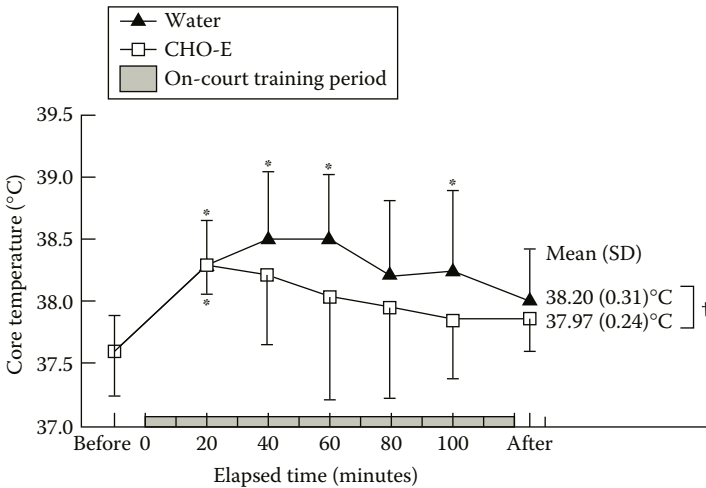 Water
CHO-E
On-court training period
39.5
39.0
38.5
38.0
37.5
37.0
Core temperature (°C)
* * * * *
Mean (SD)
38.20 (0.31)°C
37.97 (0.24)°C
†
Before 0 20 40 60 80 100 After
Elapsed time (minutes)